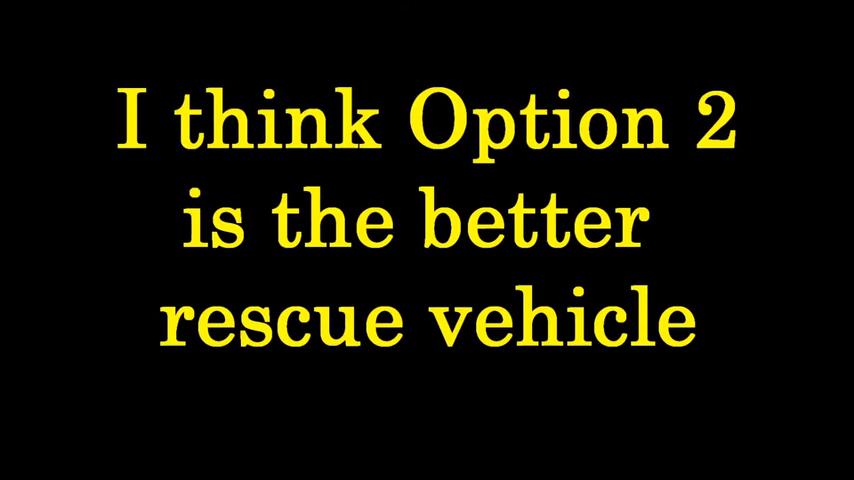 I think Option 2
is the better
rescue vehicle